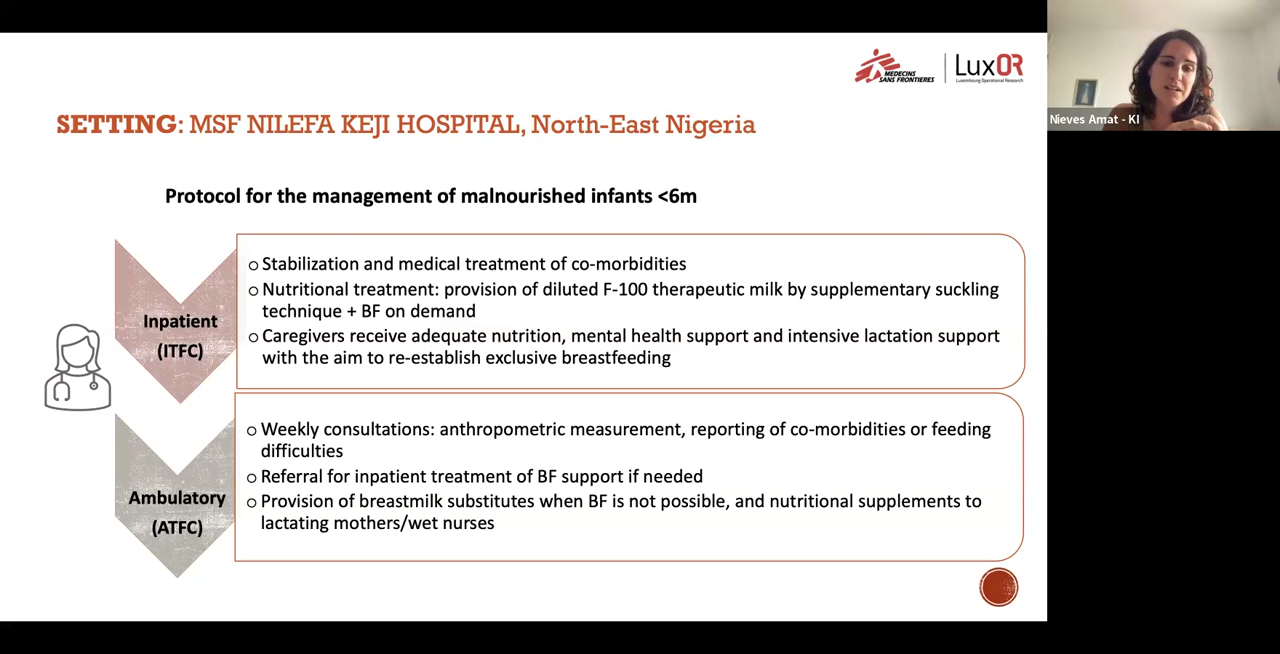 MEDECINS
SANS FRONTIERES
LuxOR
Luxembourg Operational Research
Nieves Amat - KI
SETTING: MSF NILEFA KEJI HOSPITAL, North-East Nigeria
Protocol for the management of malnourished infants <6m
Inpatient
(ITFC)
o Stabilization and medical treatment of co-morbidities
o Nutritional treatment: provision of diluted F-100 therapeutic milk by supplementary suckling
technique + BF on demand
o Caregivers receive adequate nutrition, mental health support and intensive lactation support
with the aim to re-establish exclusive breastfeeding
Ambulatory
(ATFC)
o Weekly consultations: anthropometric measurement, reporting of co-morbidities or feeding
difficulties
o Referral for inpatient treatment of BF support if needed
o Provision of breastmilk substitutes when BF is not possible, and nutritional supplements to
lactating mothers/wet nurses